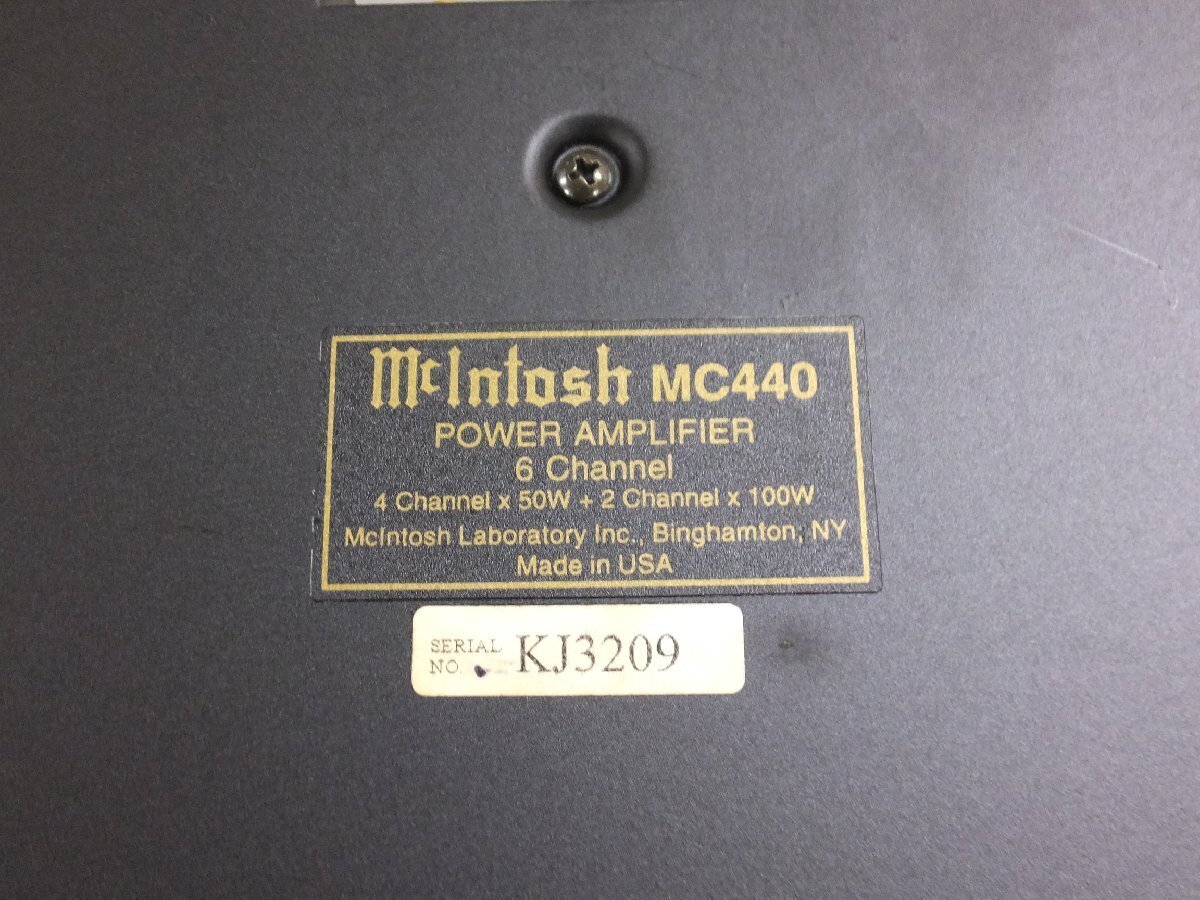 McIntosh MC440
POWER AMPLIFIER
6 Channel
4 Channel x 50W + 2 Channel x 100W
McIntosh Laboratory Inc., Binghamton, NY
Made in USA
SERIAL
NO. KJ3209